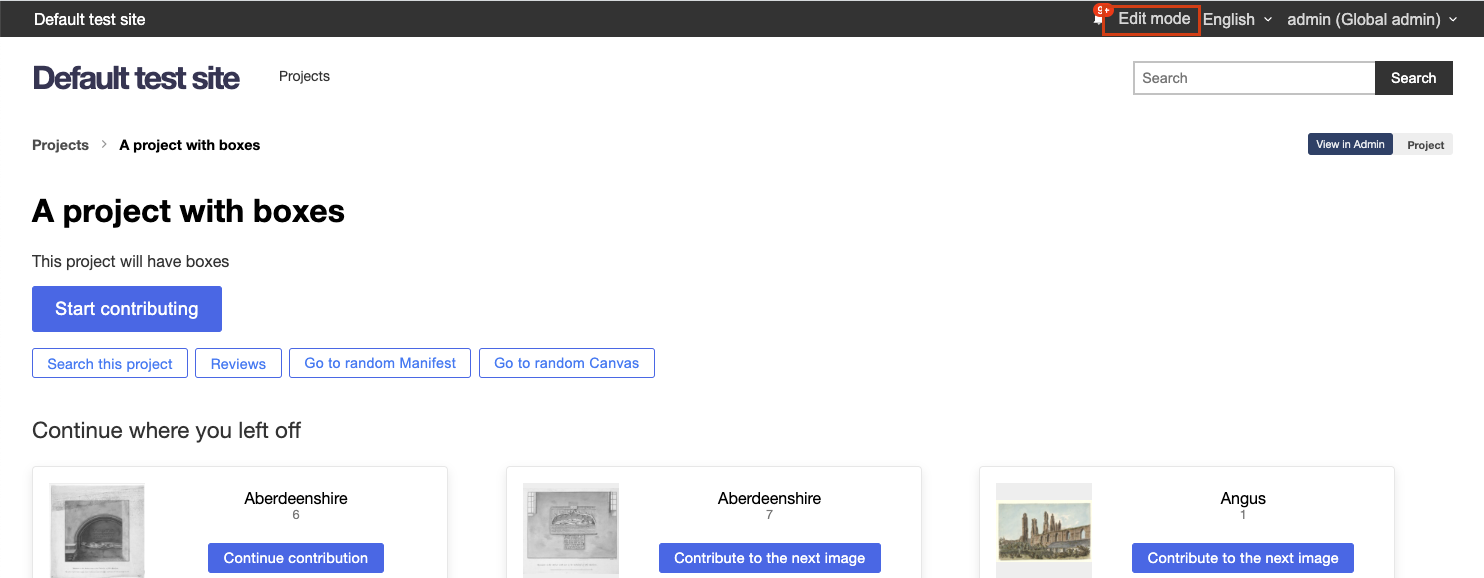 Default test site
9+ Edit mode English admin (Global admin)
Default test site Projects Search Search
Projects A project with boxes View in Admin Project
A project with boxes
This project will have boxes
Start contributing
Search this project Reviews Go to random Manifest Go to random Canvas
Continue where you left off
Aberdeenshire
6
Continue contribution
Aberdeenshire
7
Contribute to the next image
Angus
1
Contribute to the next image